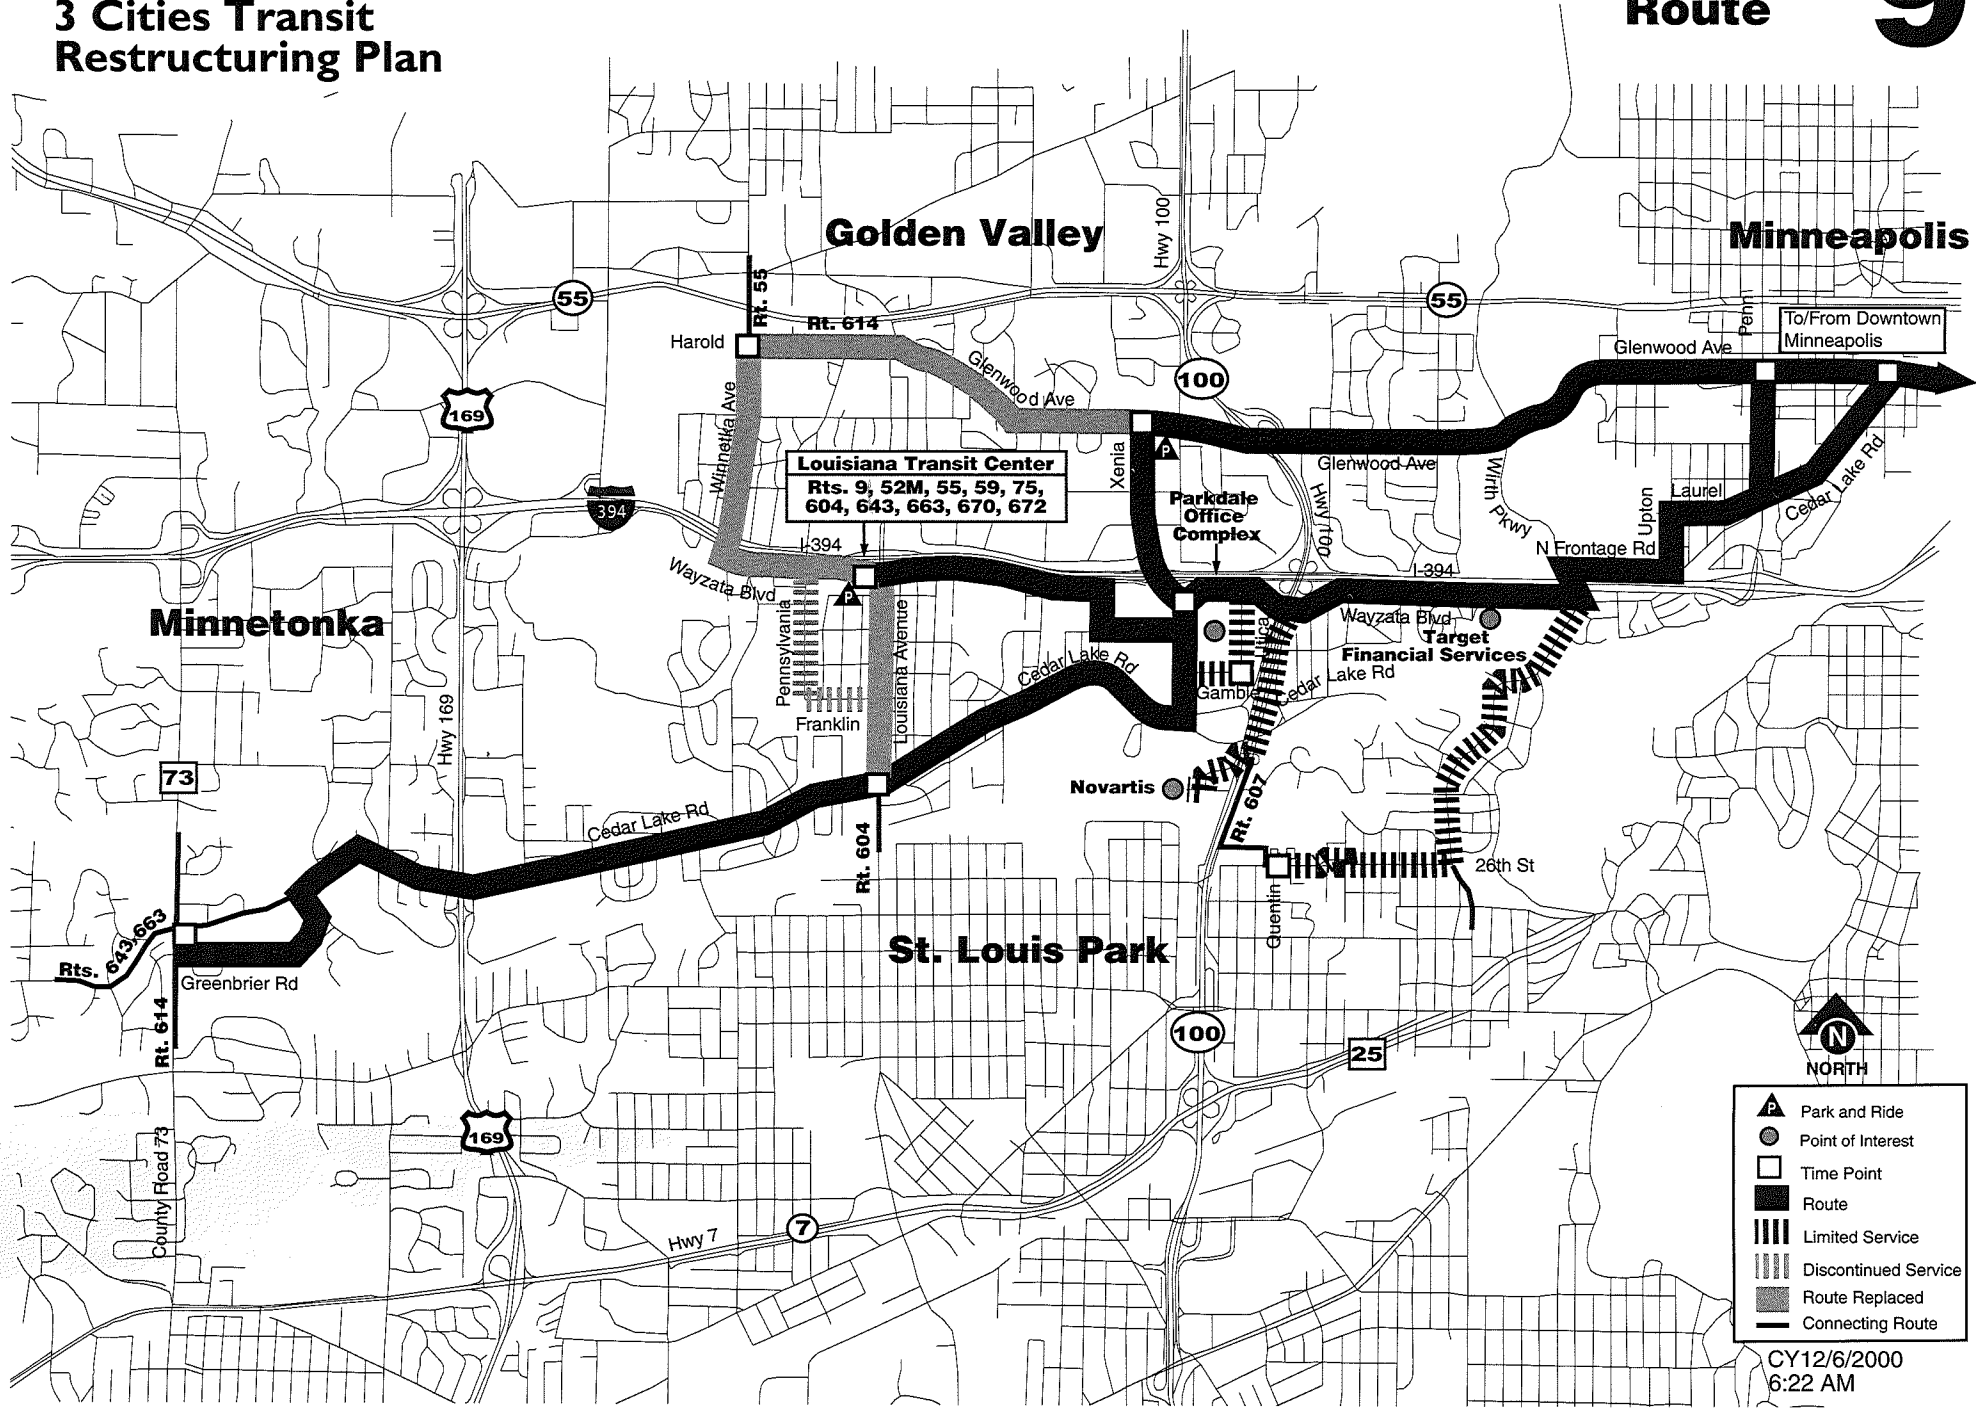 3 Cities Transit
Restructuring Plan
Route 9
Golden Valley
Minneapolis
Hwy 100
Rt. 55
55
55
Penn
To/From Downtown
Minneapolis
Harold
Rt. 614
Glenwood Ave
Glenwood Ave
100
169
Winnetka Ave
Xenia
Glenwood Ave
Cedar Lake Rd
Louisiana Transit Center
Rts. 9, 52M, 55, 59, 75,
604, 643, 663, 670, 672
Parkdale
Office
Complex
Hwy 100
Wirth Pkwy
Upton
Laurel
394
I-394
N Frontage Rd
I-394
Wayzata Blvd
Minnetonka
Pennsylvania
Louisiana Avenue
Wayzata Blvd
Target
Financial Services
Utica
Cedar Lake Rd
Cedar Lake Rd
Gamble
Franklin
Hwy 169
73
Novartis
Rt. 607
Cedar Lake Rd
Rt. 604
26th St
Quentin
Rts. 643,663
Greenbrier Rd
St. Louis Park
Rt. 614
100
25
N
NORTH
169
County Road 73
Hwy 7
7
P
P
P Park and Ride
Point of Interest
Time Point
Route
Limited Service
Discontinued Service
Route Replaced
Connecting Route
CY12/6/2000
6:22 AM